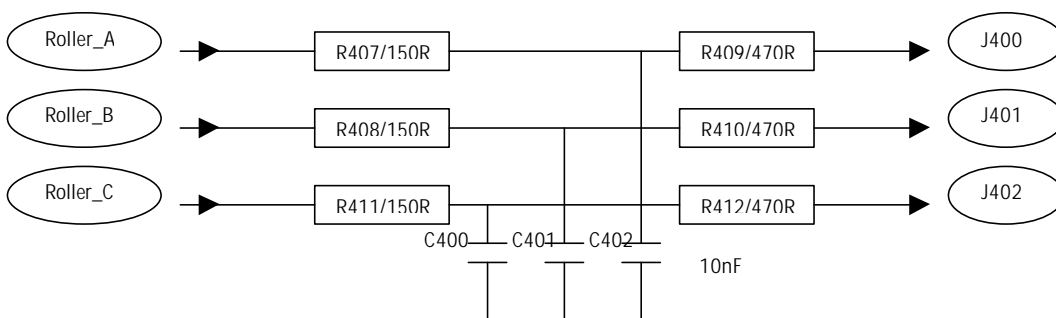 Roller_A R407/150R R409/470R J400
Roller_B R408/150R R410/470R J401
Roller_C R411/150R R412/470R J402
C400 C401 C402
10nF